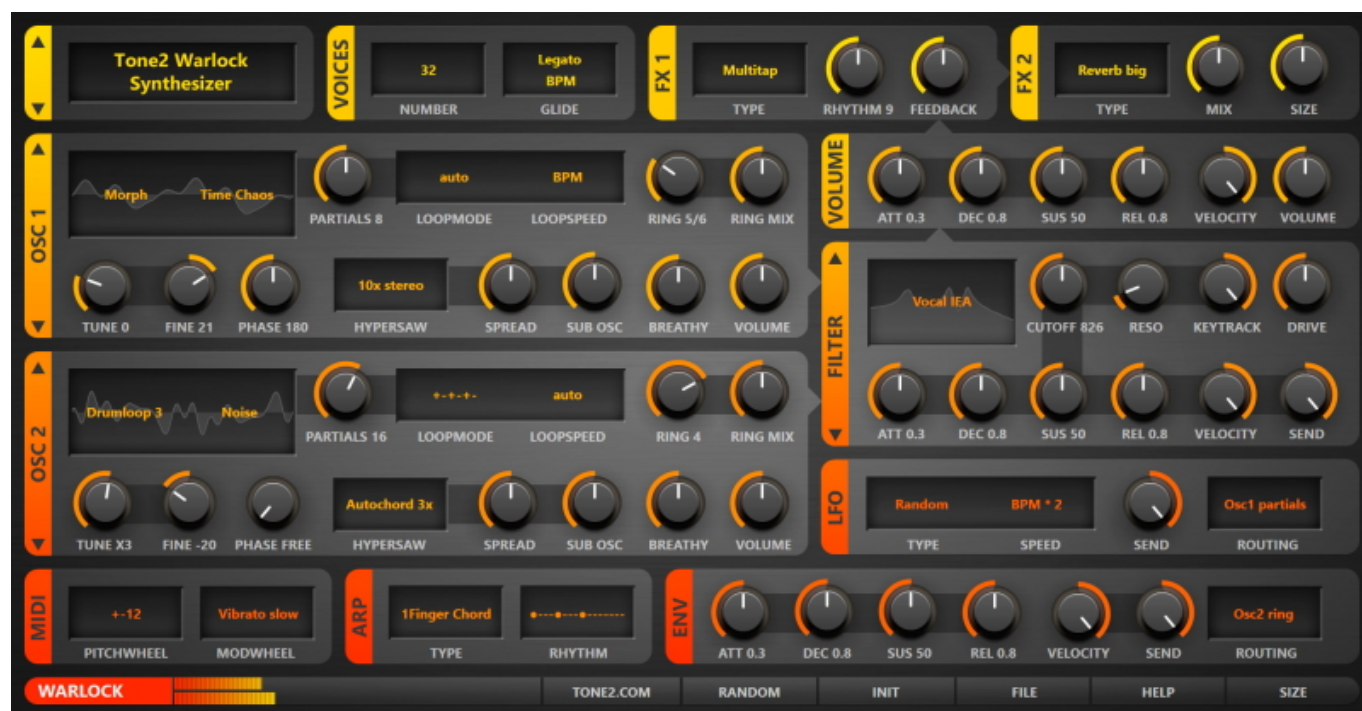 Tone2 Warlock
Synthesizer
VOICES
32
Legato
BPM
NUMBER
GLIDE
FX 1
Multitap
TYPE
RHYTHM 9
FEEDBACK
FX 2
Reverb big
TYPE
MIX
SIZE
OSC 1
Morph
Time Chaos
PARTIALS 8
auto
BPM
LOOPMODE
LOOPSPEED
RING 5/6
RING MIX
TUNE 0
FINE 21
PHASE 180
10x stereo
HYPERSAW
SPREAD
SUB OSC
BREATHY
VOLUME
VOLUME
ATT 0.3
DEC 0.8
SUS 50
REL 0.8
VELOCITY
VOLUME
FILTER
Vocal IEA
CUTOFF 826
RESO
KEYTRACK
DRIVE
ATT 0.3
DEC 0.8
SUS 50
REL 0.8
VELOCITY
SEND
OSC 2
Drumloop 3
Noise
PARTIALS 16
+-+-+-
auto
LOOPMODE
LOOPSPEED
RING 4
RING MIX
TUNE X3
FINE -20
PHASE FREE
Autochord 3x
HYPERSAW
SPREAD
SUB OSC
BREATHY
VOLUME
LFO
Random
BPM * 2
TYPE
SPEED
SEND
Osc1 partials
ROUTING
MIDI
+-12
Vibrato slow
PITCHWHEEL
MODWHEEL
ARP
1Finger Chord
TYPE
RHYTHM
ENV
ATT 0.3
DEC 0.8
SUS 50
REL 0.8
VELOCITY
SEND
Osc2 ring
ROUTING
WARLOCK
TONE2.COM
RANDOM
INIT
FILE
HELP
SIZE